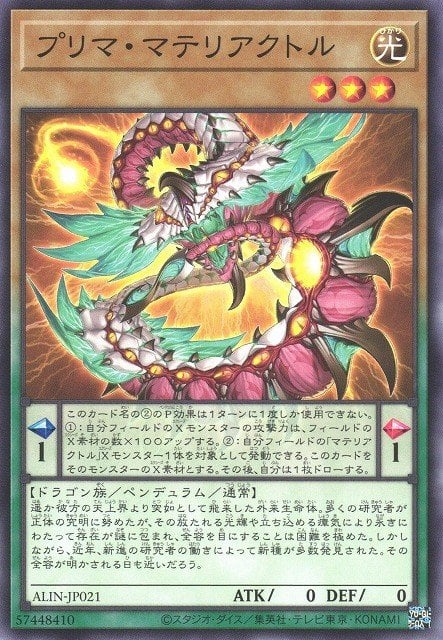 プリマ・マテリアクトル
光
このカード名の②のP効果は1ターンに1度しか使用できない。
①:自分フィールドのXモンスターの攻撃力は、フィールドの
X素材の数×100アップする。②:自分フィールドの「マテリ
アクトル」Xモンスター1体を対象として発動できる。このカードを
そのモンスターのX素材とする。その後、自分は1枚ドローする。
1
1
【ドラゴン族/ペンデュラム/通常】
遥か彼方の天上界より突如として飛来した外来生命体。多くの研究者が
正体の究明に努めたが、その放たれる光輝や立ち込める瘴気により永きに
わたって存在が謎に包まれ、全容を目にすることは困難を極めた。しかし
ながら、近年、新進の研究者の働きによって新種が多数発見された。その
全容が明かされる日も近いだろう。
ALIN-JP021
ATK/ 0 DEF/ 0
57448410
©スタジオ・ダイス/集英社・テレビ東京・KONAMI